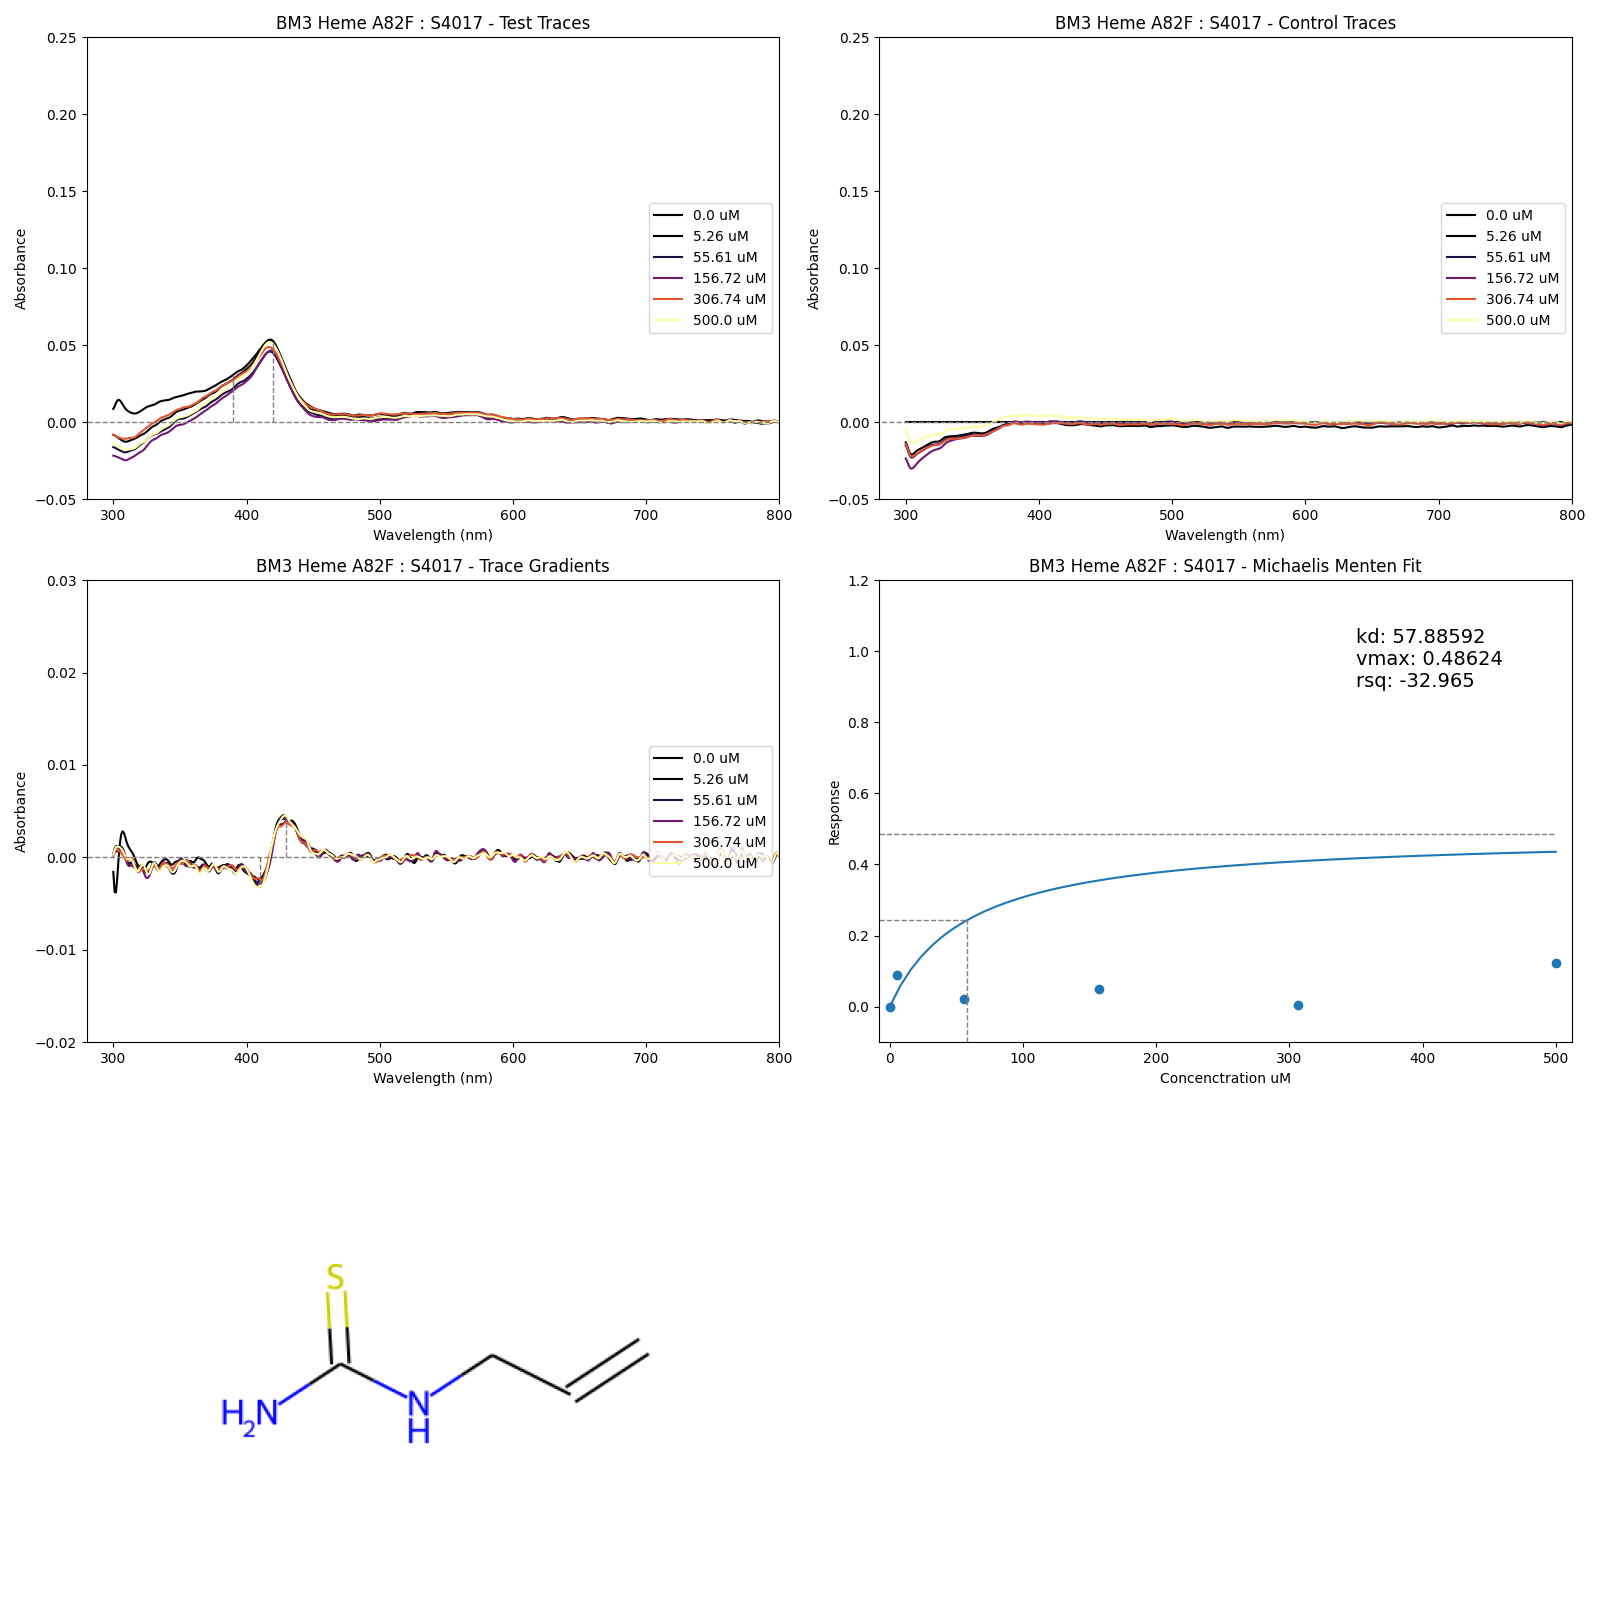 BM3 Heme A82F : S4017 - Test Traces
0.25
0.20
0.15
0.10
0.05
0.00
−0.05
Absorbance
300 400 500 600 700 800
Wavelength (nm)
0.0 uM
5.26 uM
55.61 uM
156.72 uM
306.74 uM
500.0 uM
BM3 Heme A82F : S4017 - Control Traces
0.25
0.20
0.15
0.10
0.05
0.00
−0.05
Absorbance
300 400 500 600 700 800
Wavelength (nm)
0.0 uM
5.26 uM
55.61 uM
156.72 uM
306.74 uM
500.0 uM
BM3 Heme A82F : S4017 - Trace Gradients
0.03
0.02
0.01
0.00
−0.01
−0.02
Absorbance
300 400 500 600 700 800
Wavelength (nm)
0.0 uM
5.26 uM
55.61 uM
156.72 uM
306.74 uM
500.0 uM
BM3 Heme A82F : S4017 - Michaelis Menten Fit
1.2
1.0
0.8
0.6
0.4
0.2
0.0
Response
0 100 200 300 400 500
Concenctration uM
kd: 57.88592
vmax: 0.48624
rsq: -32.965
S
H2N
N
H